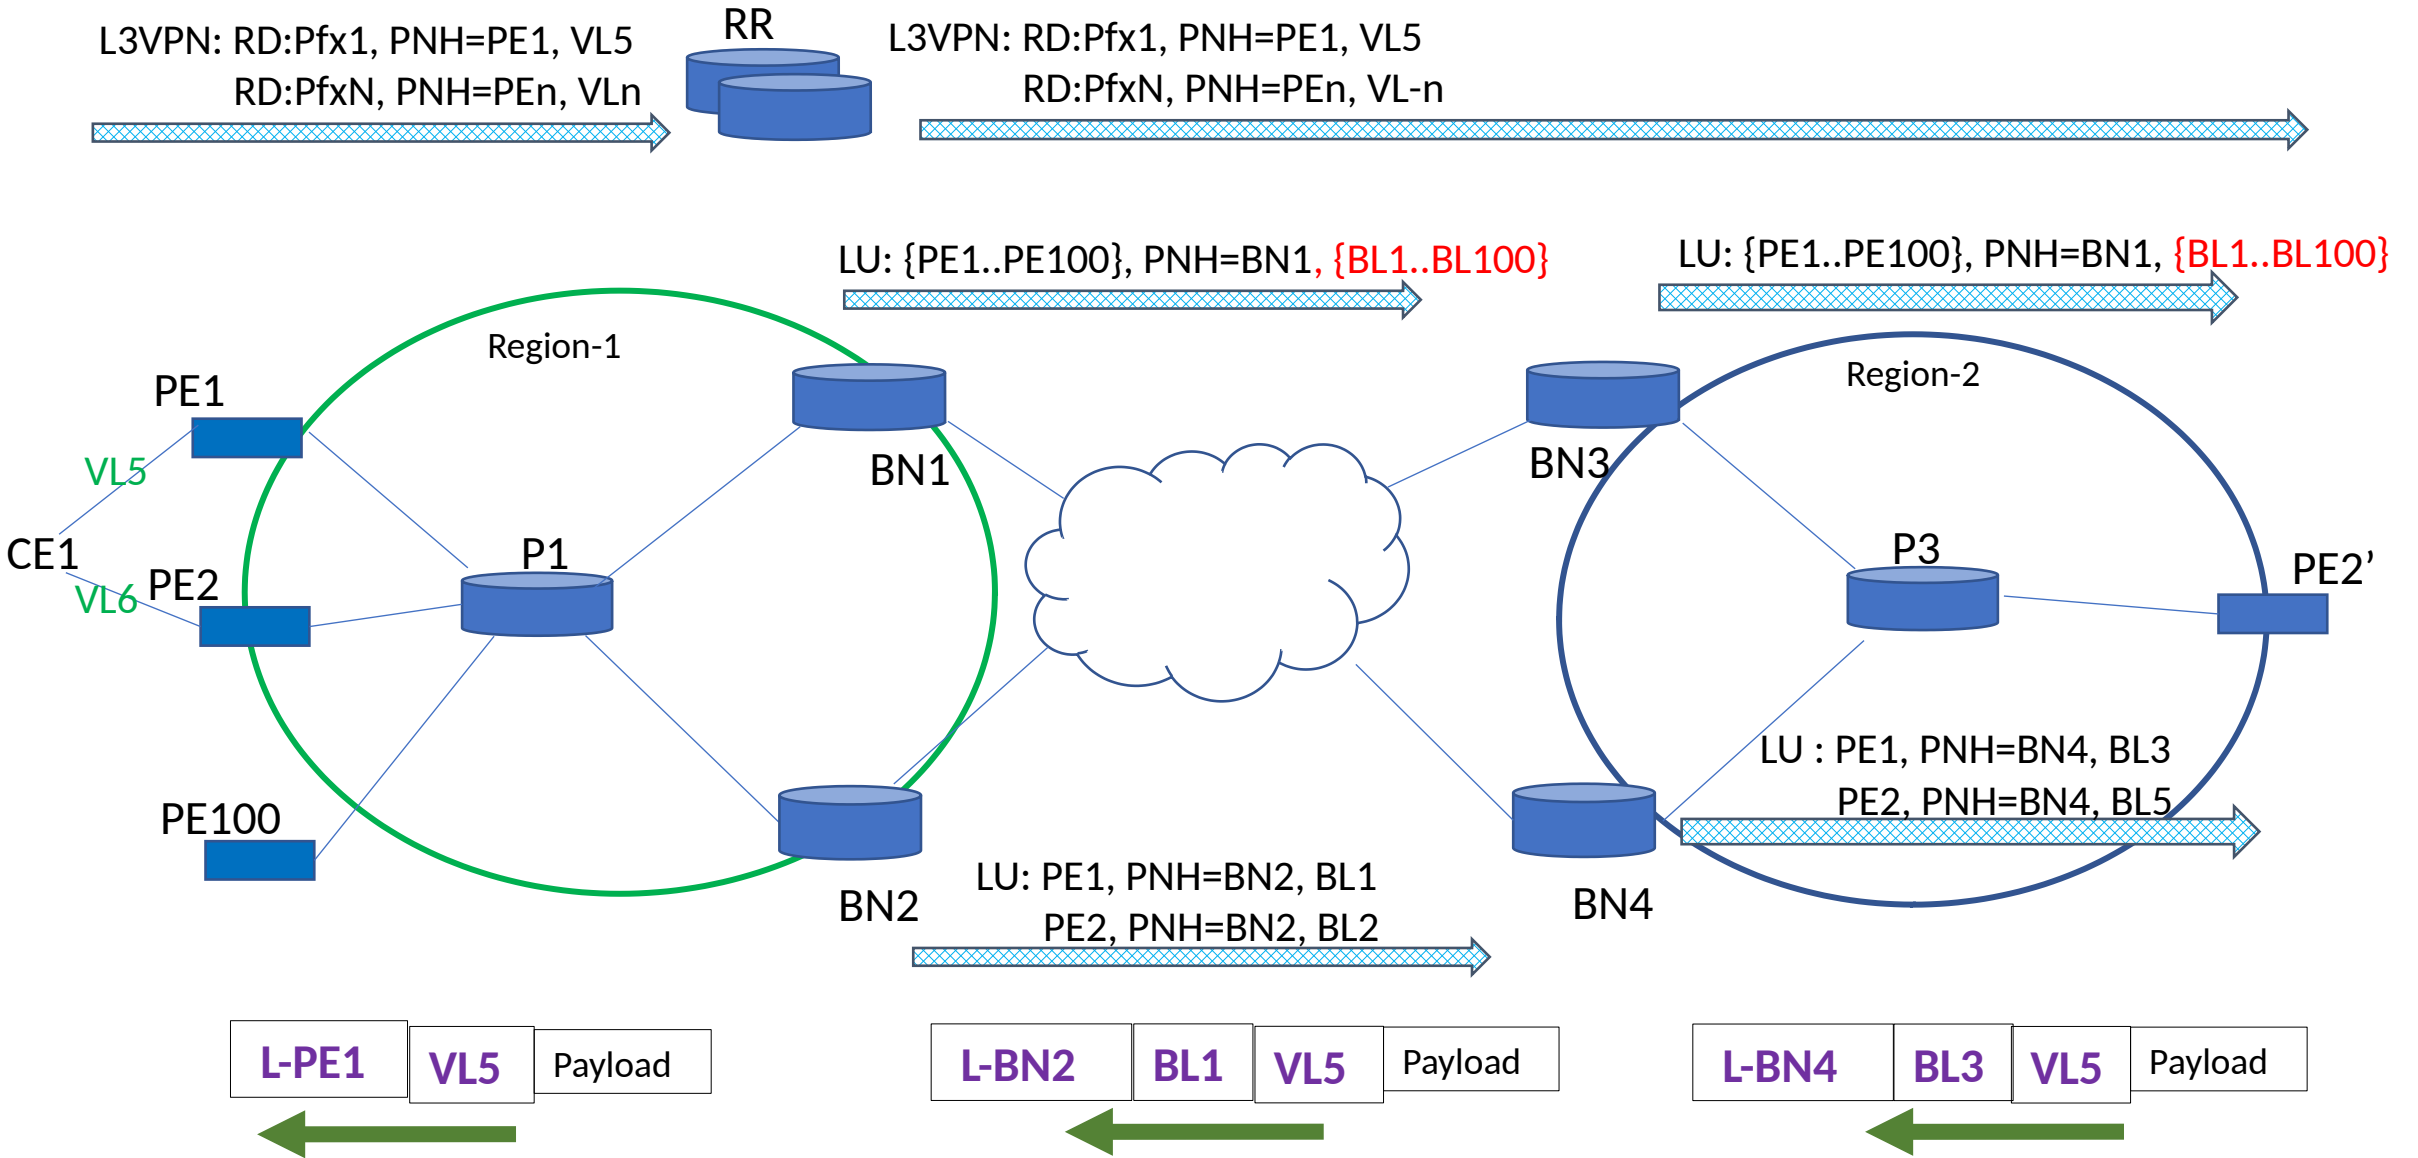 RR
L3VPN: RD:Pfx1, PNH=PE1, VL5
RD:PfxN, PNH=PEn, VLn
L3VPN: RD:Pfx1, PNH=PE1, VL5
RD:PfxN, PNH=PEn, VL-n
LU: {PE1..PE100}, PNH=BN1, {BL1..BL100}
LU: {PE1..PE100}, PNH=BN1, {BL1..BL100}
Region-1
Region-2
PE1
BN1
BN3
VL5
CE1
P1
P3
PE2’
PE2
VL6
PE100
LU : PE1, PNH=BN4, BL3
PE2, PNH=BN4, BL5
BN2
BN4
LU: PE1, PNH=BN2, BL1
PE2, PNH=BN2, BL2
L-PE1 VL5 Payload
L-BN2 BL1 VL5 Payload
L-BN4 BL3 VL5 Payload